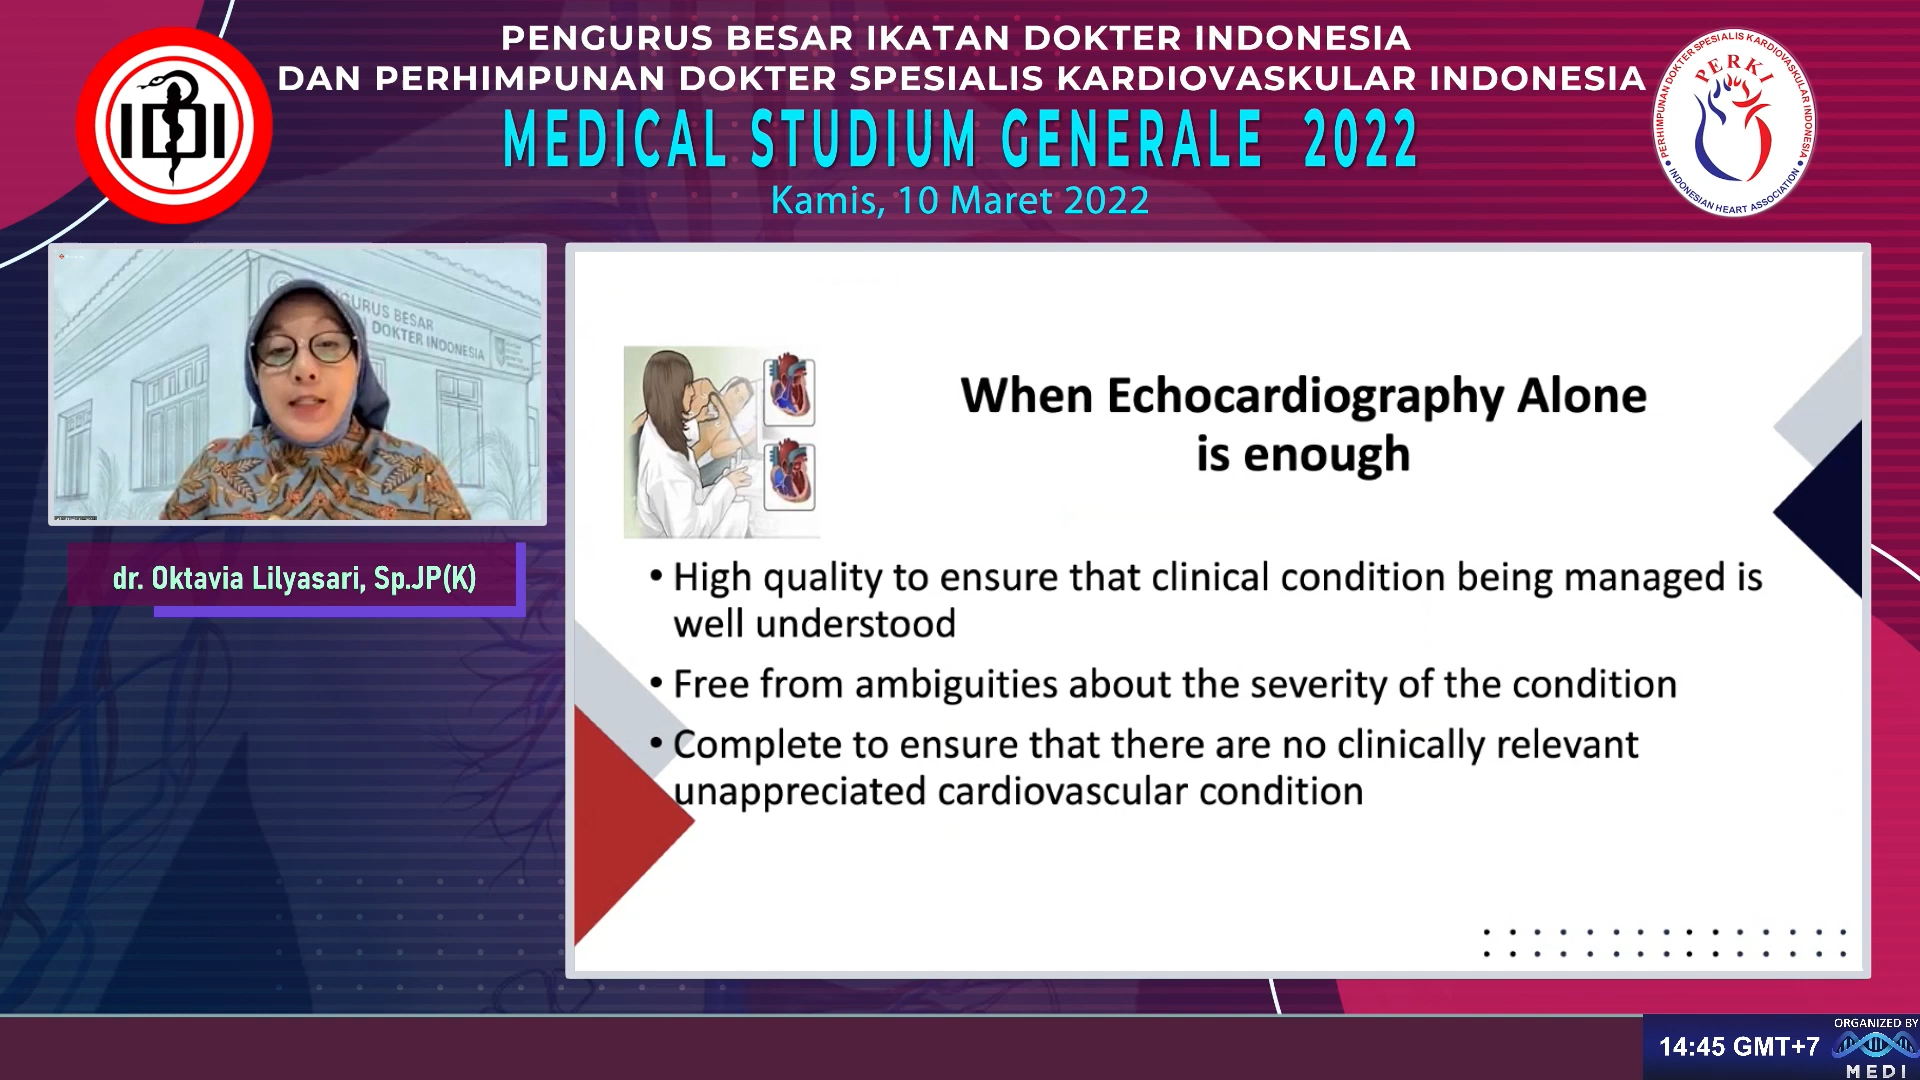 PENGURUS BESAR IKATAN DOKTER INDONESIA
DAN PERHIMPUNAN DOKTER SPESIALIS KARDIOVASKULAR INDONESIA
MEDICAL STUDIUM GENERALE 2022
Kamis, 10 Maret 2022
IDI
PERHIMPUNAN DOKTER SPESIALIS KARDIOVASKULAR INDONESIA
PERKI
INDONESIAN HEART ASSOCIATION
GURUS BESAR
DOKTER INDONESIA
dr. Oktavia Lilyasari, Sp.JP(K)
When Echocardiography Alone
is enough
• High quality to ensure that clinical condition being managed is
well understood
• Free from ambiguities about the severity of the condition
• Complete to ensure that there are no clinically relevant
unappreciated cardiovascular condition
14:45 GMT+7
ORGANIZED BY
MEDI